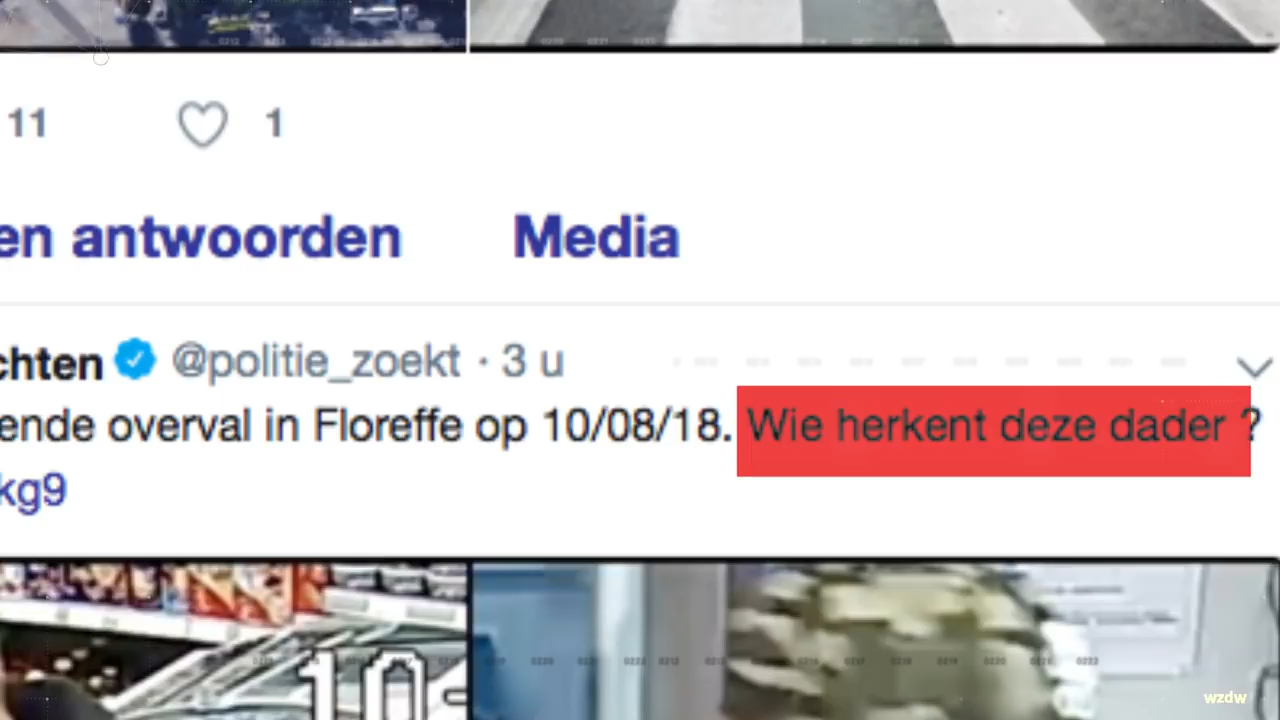 11 1
en antwoorden Media
chten @politie_zoekt · 3 u
ende overval in Floreffe op 10/08/18. Wie herkent deze dader ?
kg9
10-
wzdw